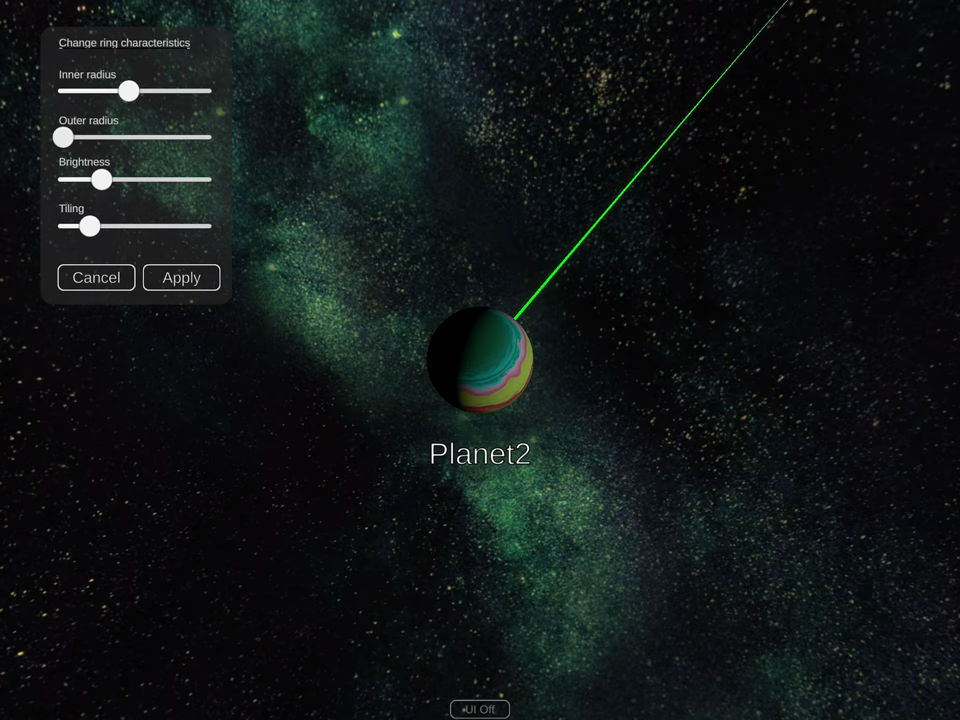 Change ring characteristics
Inner radius
Outer radius
Brightness
Tiling
Cancel Apply
Planet2
UI Off